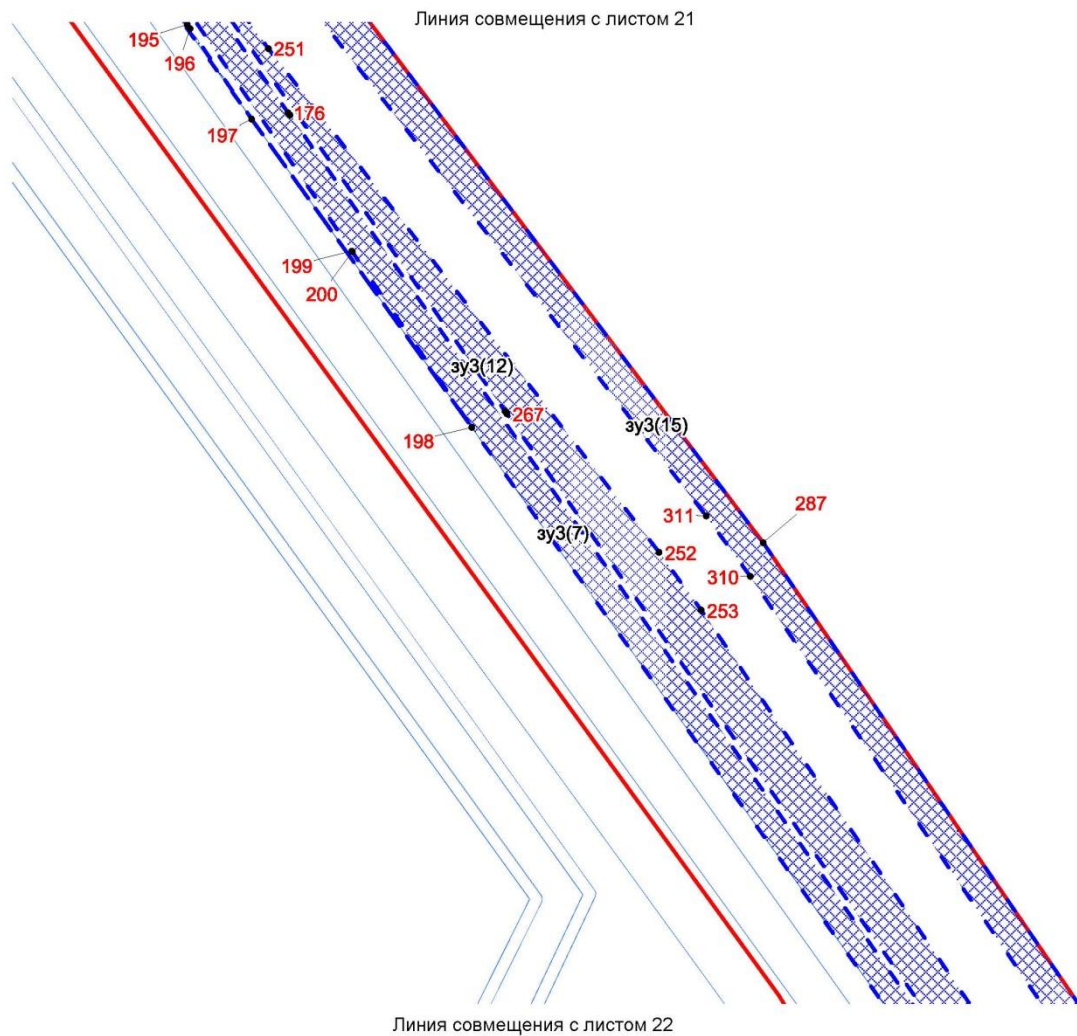 Линия совмещения с листом 21
195
196
251
176
197
199
200
зу3(12)
267
зу3(15)
198
311
287
зу3(7)
252
310
253
Линия совмещения с листом 22